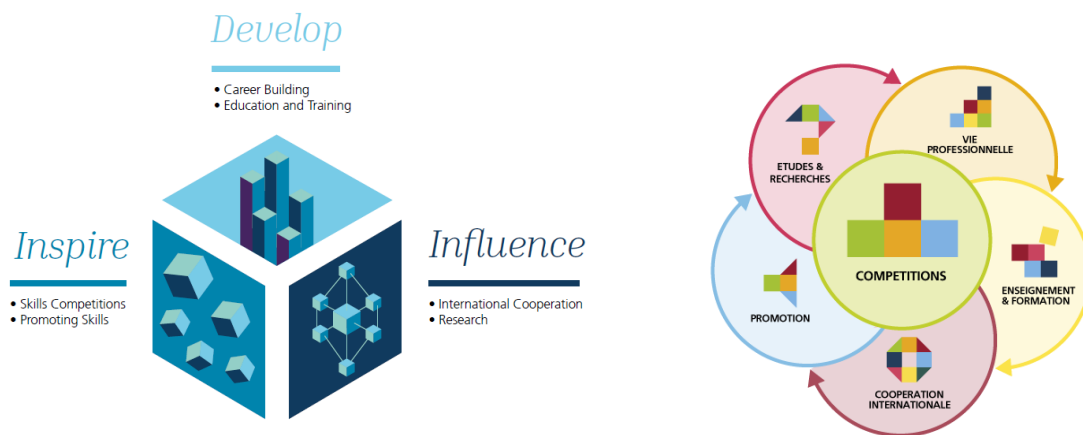 Develop
• Career Building
• Education and Training
Inspire
• Skills Competitions
• Promoting Skills
Influence
• International Cooperation
• Research
ETUDES &
RECHERCHES
VIE
PROFESSIONNELLE
COMPETITIONS
ENSEIGNEMENT
& FORMATION
PROMOTION
COOPERATION
INTERNATIONALE